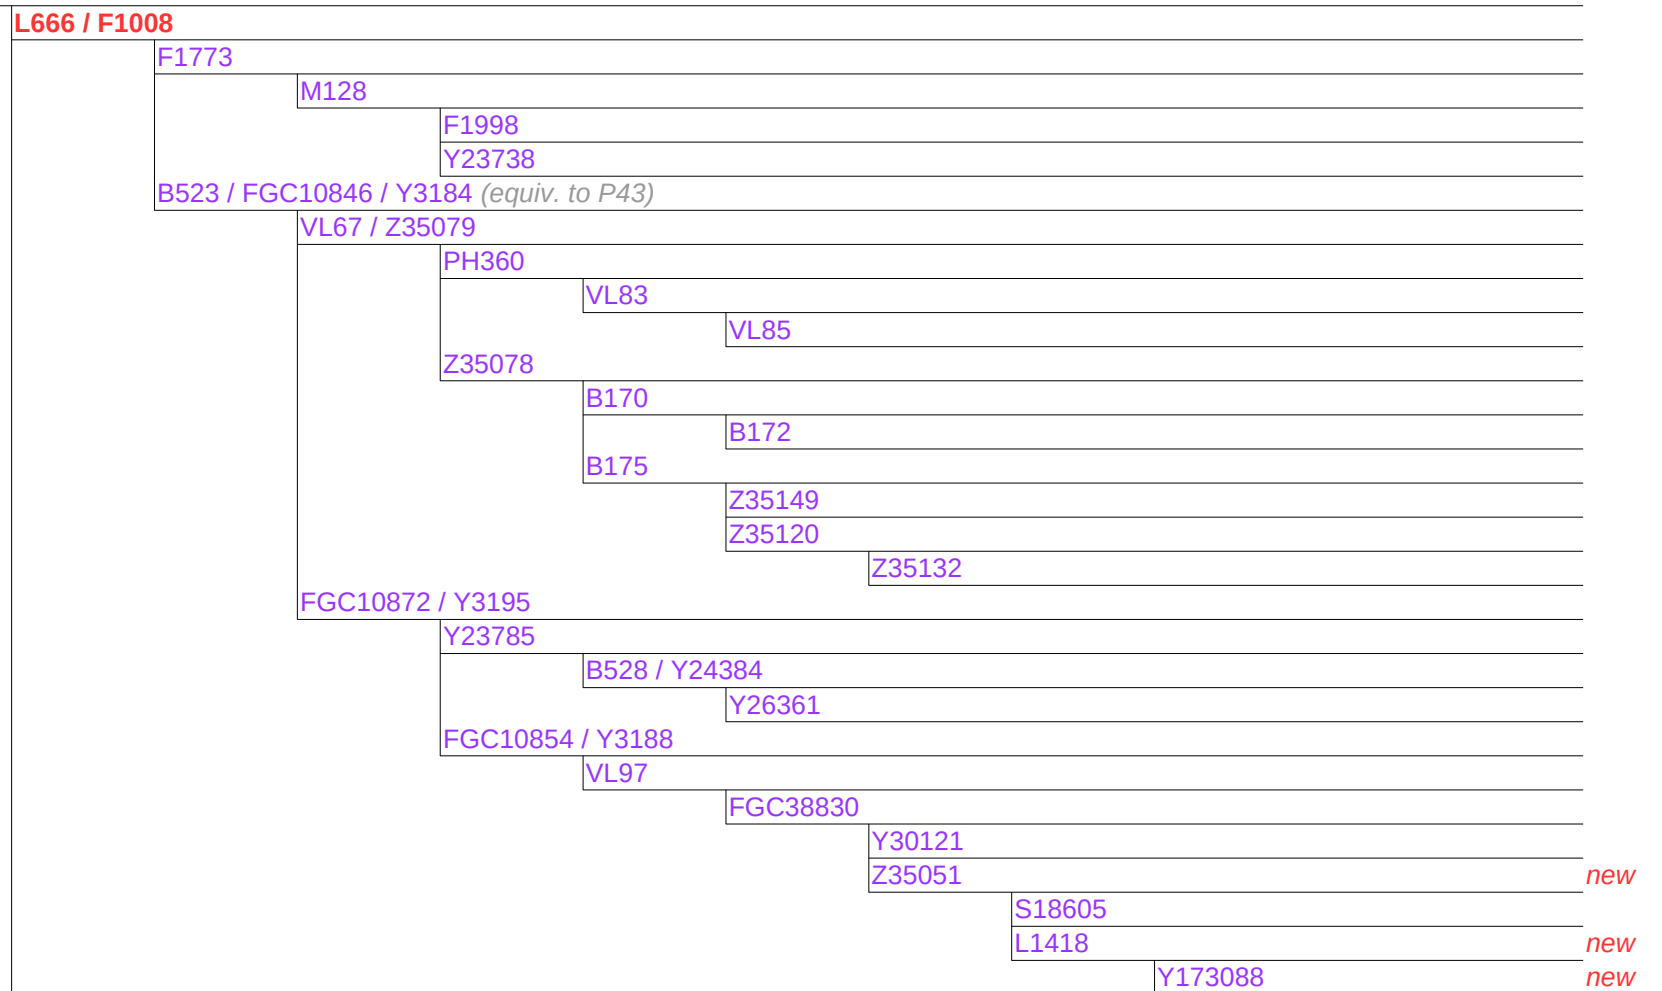 L666 / F1008
F1773
M128
F1998
Y23738
B523 / FGC10846 / Y3184 (equiv. to P43)
VL67 / Z35079
PH360
VL83
VL85
Z35078
B170
B172
B175
Z35149
Z35120
Z35132
FGC10872 / Y3195
Y23785
B528 / Y24384
Y26361
FGC10854 / Y3188
VL97
FGC38830
Y30121
Z35051 new
S18605
L1418 new
Y173088 new